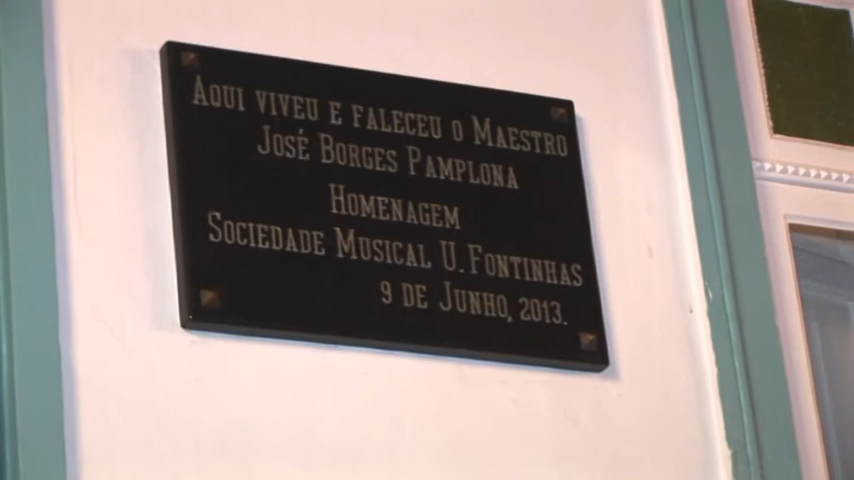 AQUI VIVEU E FALECEU O MAESTRO
JOSÉ BORGES PAMPLONA
HOMENAGEM
SOCIEDADE MUSICAL U. FONTINHAS
9 DE JUNHO, 2013.